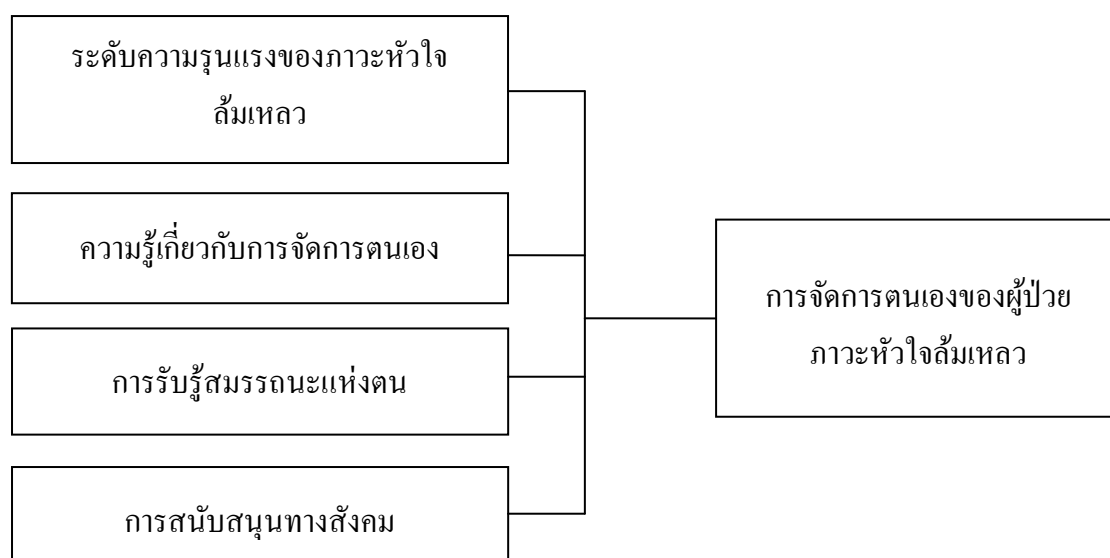 ระดับความรุนแรงของภาวะหัวใจ
ล้มเหลว
ความรู้เกี่ยวกับการจัดการตนเอง
การรับรู้สมรรถนะแห่งตน
การสนับสนุนทางสังคม
การจัดการตนเองของผู้ป่วย
ภาวะหัวใจล้มเหลว